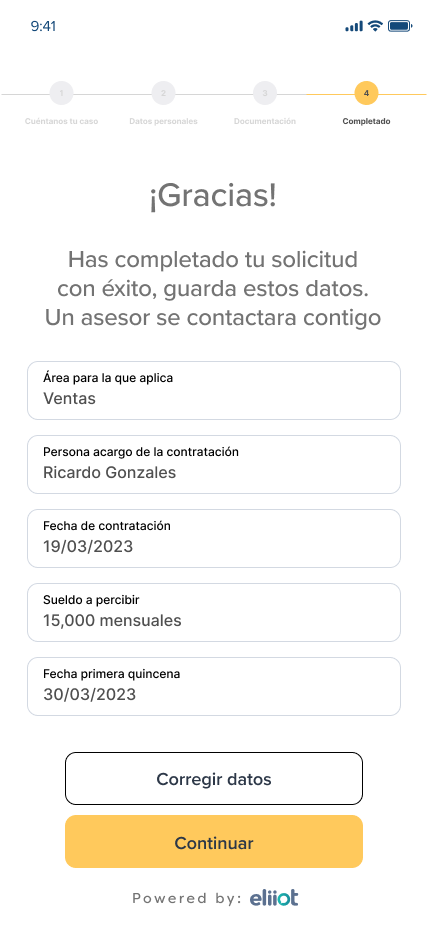 9:41
1
2
3
4
Cuéntanos tu caso
Datos personales
Documentación
Completado
¡Gracias!
Has completado tu solicitud
con éxito, guarda estos datos.
Un asesor se contactara contigo
Área para la que aplica
Ventas
Persona acargo de la contratación
Ricardo Gonzales
Fecha de contratación
19/03/2023
Sueldo a percibir
15,000 mensuales
Fecha primera quincena
30/03/2023
Corregir datos
Continuar
Powered by: eliiot